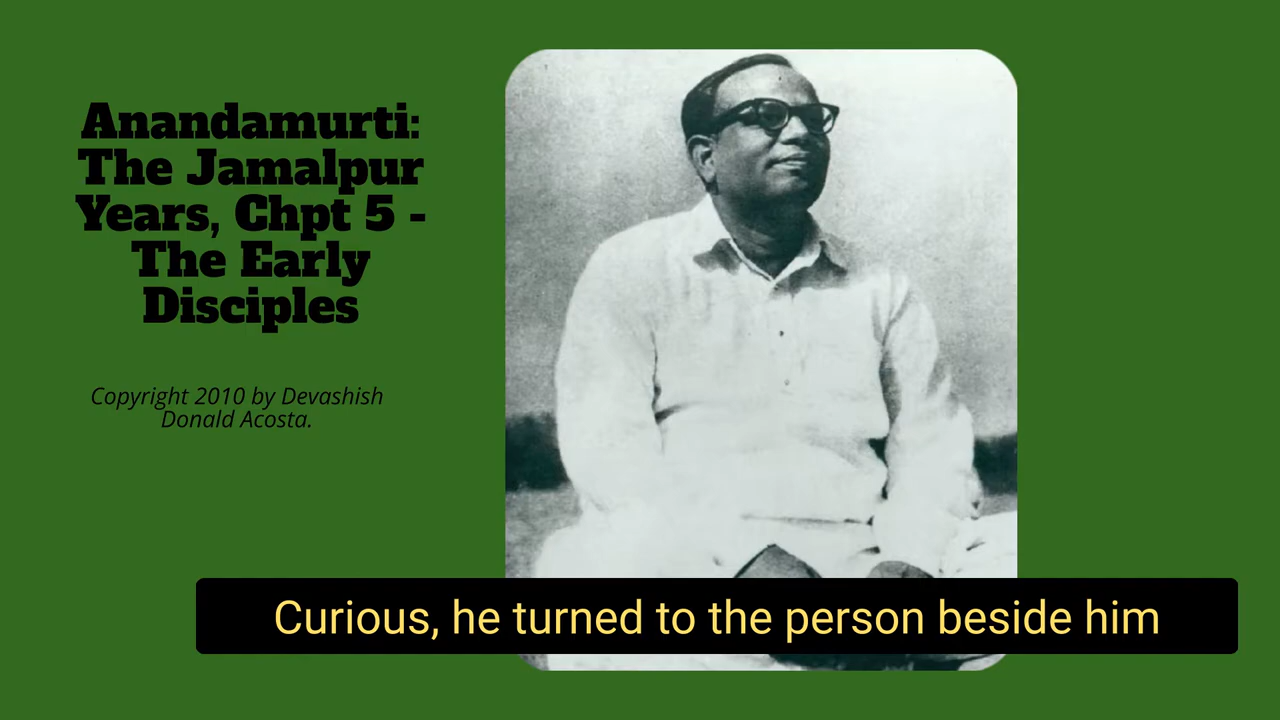 Anandamurti:
The Jamalpur
Years, Chpt 5 -
The Early
Disciples
Copyright 2010 by Devashish
Donald Acosta.
Curious, he turned to the person beside him